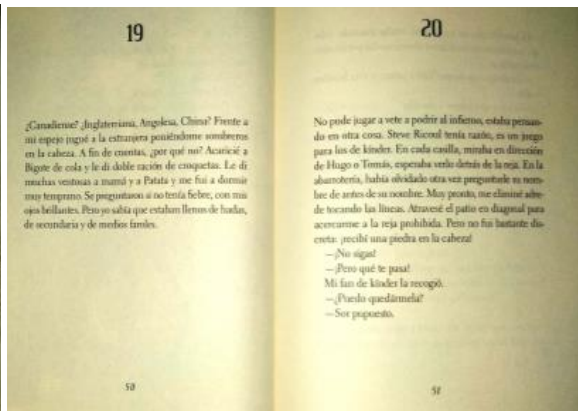 19
¿Canadiense? ¿Inglaterriana, Angolesa, China? Frente a
mi espejo jugué a la extranjera poniéndome sombreros
en la cabeza. A fin de cuentas, ¿por qué no? Acaricié a
Bigote de cola y le di doble ración de croquetas. Le di
muchas ventosas a mamá y a Patata y me fui a dormir
muy temprano. Se preguntaron si no tenía fiebre, con mis
ojos brillantes. Pero yo sabía que estaban llenos de hadas,
de secundaria y de medios faroles.
50
20
No pude jugar a vete a podrir al infierno, estaba pensan-
do en otra cosa. Steve Ricoul tenía razón, es un juego
para los de kínder. En cada casilla, miraba en dirección
de Hugo o Tomás, esperaba verlo detrás de la reja. En la
abarrotería, había olvidado otra vez preguntarle su nom-
bre de antes de su nombre. Muy pronto, me eliminé adre-
de tocando las líneas. Atravesé el patio en diagonal para
acercarme a la reja prohibida. Pero no fui bastante dis-
creta: ¡recibí una piedra en la cabeza!
—¡No sigas!
—¡Pero qué te pasa!
Mi fan de kínder la recogió.
—¿Puedo quedármela?
—Sor pupuesto.
51